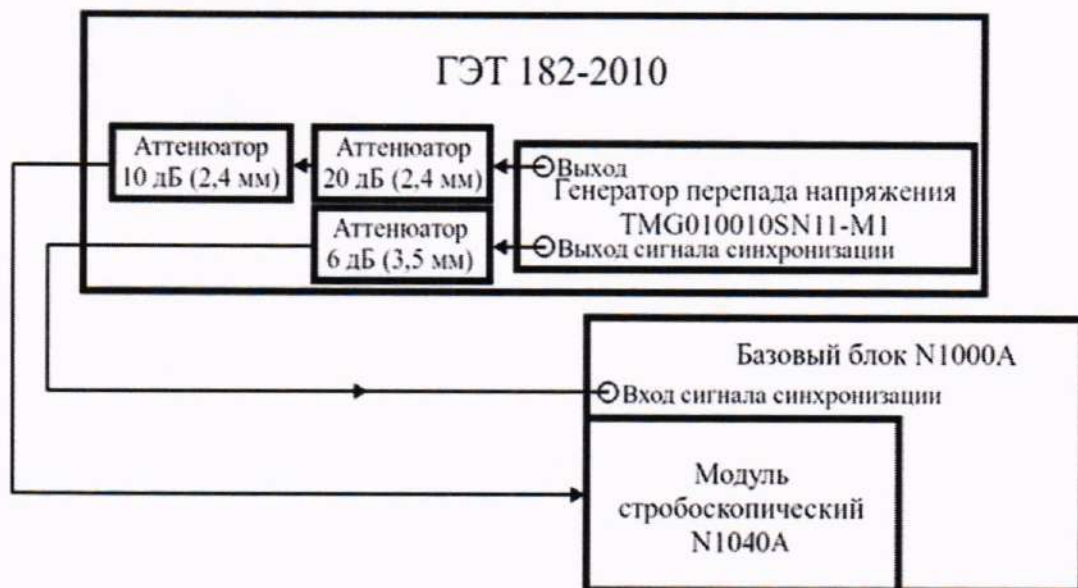 ГЭТ 182-2010
Аттенюатор
10 дБ (2,4 мм)
Аттенюатор
20 дБ (2,4 мм)
Выход
Генератор перепада напряжения
TMG010010SN11-M1
Выход сигнала синхронизации
Аттенюатор
6 дБ (3,5 мм)
Базовый блок N1000A
Вход сигнала синхронизации
Модуль
стробоскопический
N1040A